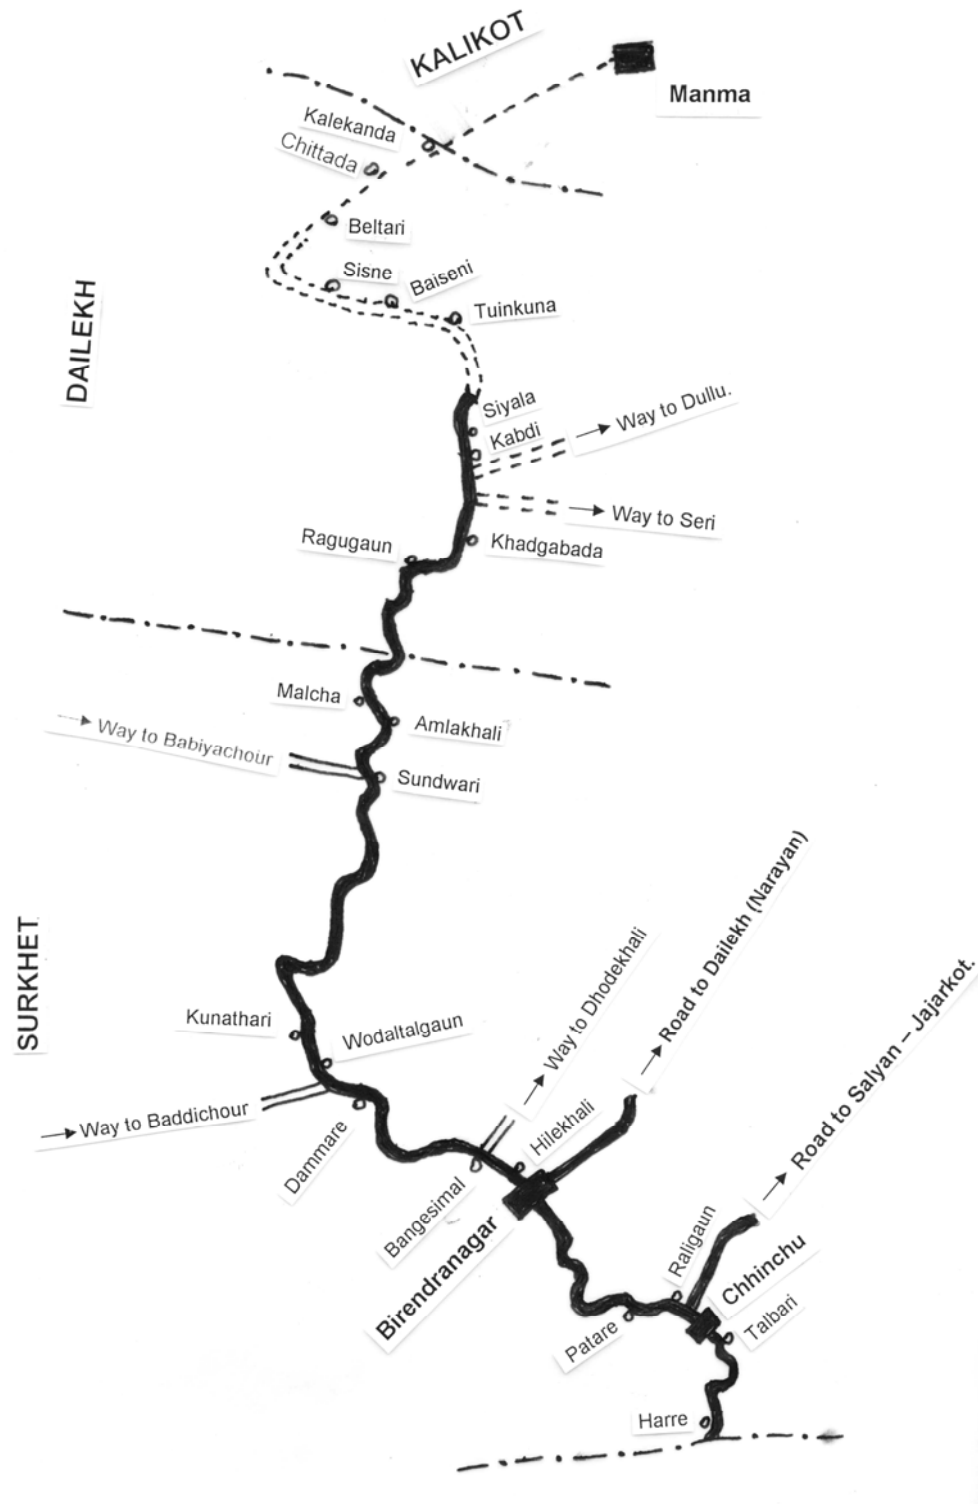 KALIKOT
Manma
Kalekanda
Chittada
Beltari
Sisne
Baiseni
Tuinkuna
DAILEKH
Siyala
Way to Dullu.
Kabdi
Way to Seri
Ragugaun
Khadgabada
Malcha
Amlakhali
Way to Babiyachour
Sundwari
Road to Dailekh (Narayan)
SURKHET
Way to Dhodekhali
Road to Salyan – Jajarkot.
Kunathari
Wodaltalgaun
Way to Baddichour
Hilekhali
Dammare
Bangesimal
Birendranagar
Raligaun
Chhinchu
Talbari
Patare
Harre